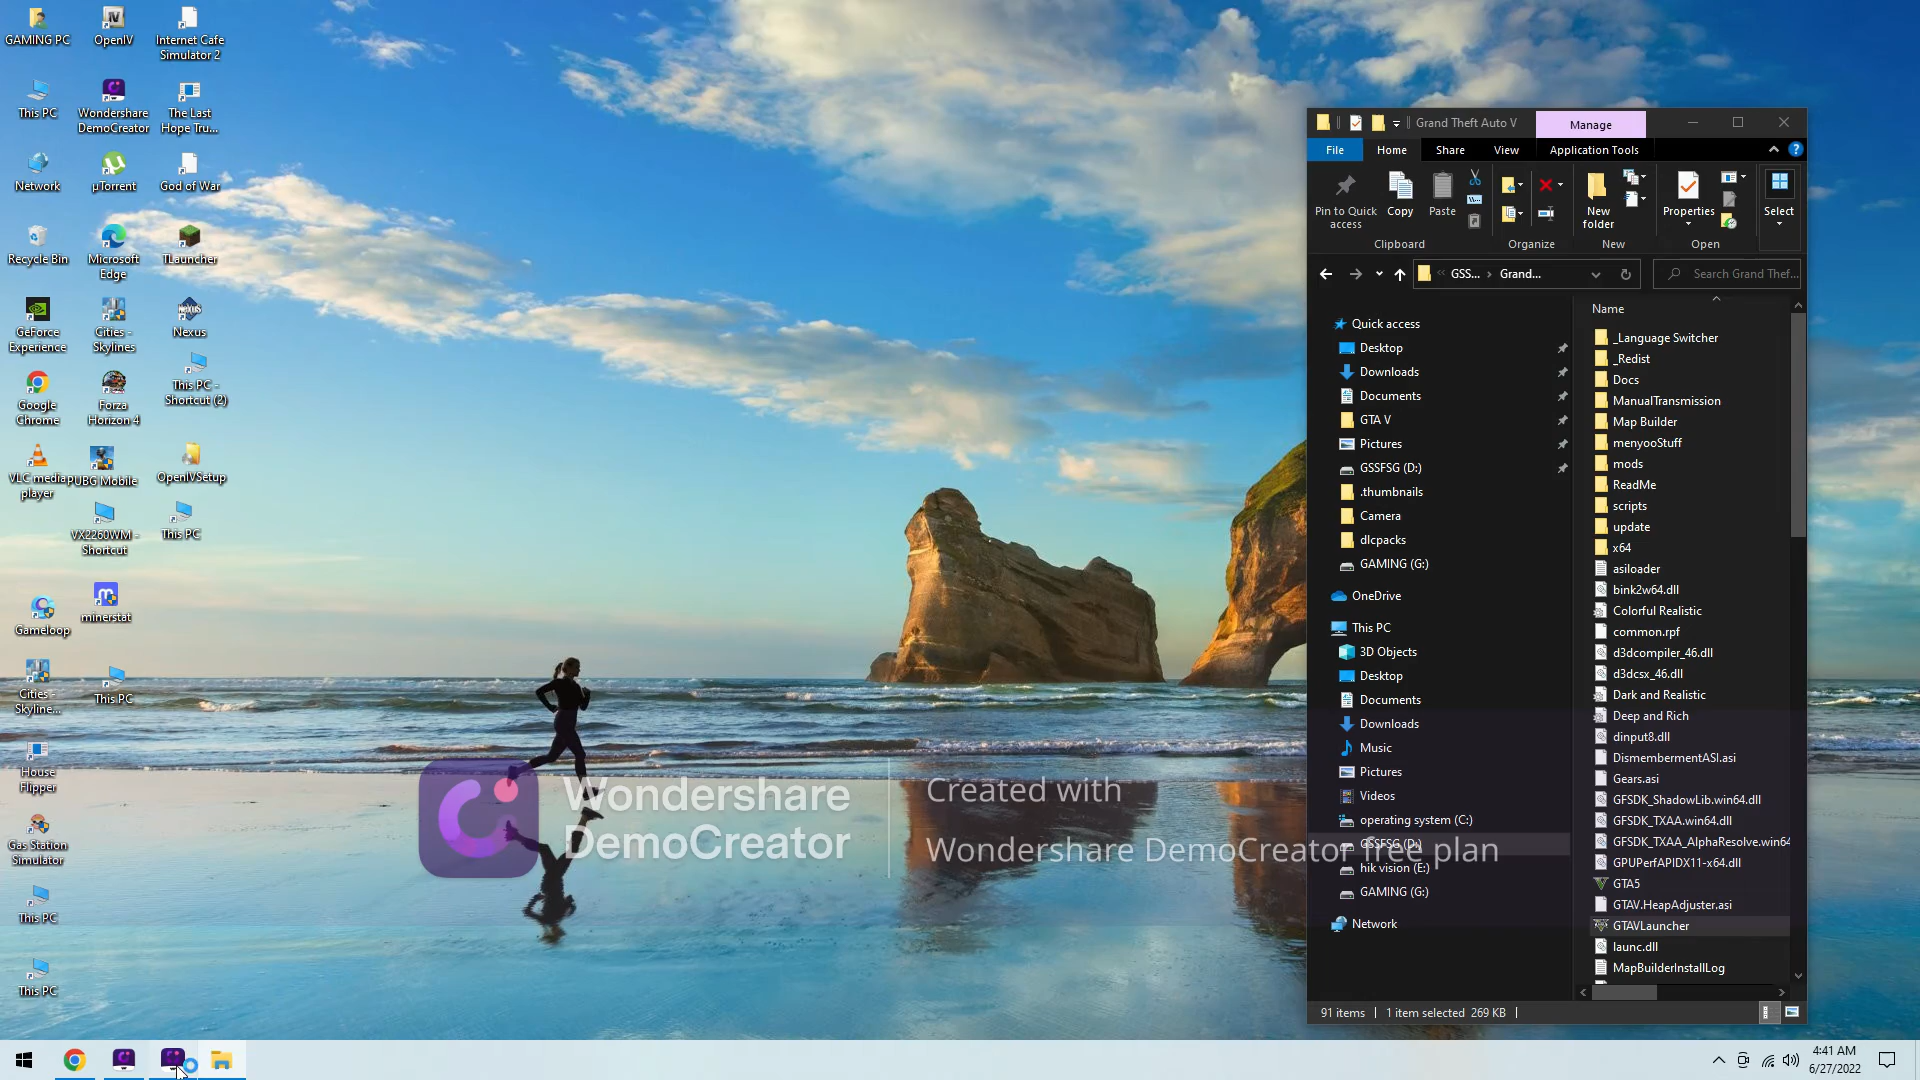 GAMING PC
OpenIV
Internet Cafe
Simulator 2
This PC
Wondershare
DemoCreator
The Last
Hope Tru...
Network
µTorrent
God of War
Recycle Bin
Microsoft
Edge
TLauncher
GeForce
Experience
Cities -
Skylines
Nexus
This PC -
Shortcut (2)
Google
Chrome
Forza
Horizon 4
VLC media
player
PUBG Mobile
OpenIVSetup
VX2260WM -
Shortcut
This PC
Gameloop
minerstat
Cities -
Skyline...
This PC
House
Flipper
Gas Station
Simulator
This PC
This PC
Wondershare
DemoCreator
Created with
Wondershare DemoCreator free plan
Grand Theft Auto V
Manage
File
Home
Share
View
Application Tools
Pin to Quick
access
Copy
Paste
New
folder
Properties
Select
Clipboard
Organize
New
Open
GSS...
Grand...
Search Grand Thef...
Name
Quick access
Desktop
Downloads
Documents
GTA V
Pictures
GSSFSG (D:)
.thumbnails
Camera
dlcpacks
GAMING (G:)
OneDrive
This PC
3D Objects
Desktop
Documents
Downloads
Music
Pictures
Videos
operating system (C:)
GSSFSG (D:)
hik vision (E:)
GAMING (G:)
Network
_Language Switcher
_Redist
Docs
ManualTransmission
Map Builder
menyooStuff
mods
ReadMe
scripts
update
x64
asiloader
bink2w64.dll
Colorful Realistic
common.rpf
d3dcompiler_46.dll
d3dcsx_46.dll
Dark and Realistic
Deep and Rich
dinput8.dll
DismembermentASI.asi
Gears.asi
GFSDK_ShadowLib.win64.dll
GFSDK_TXAA.win64.dll
GFSDK_TXAA_AlphaResolve.win64
GPUPerfAPIDX11-x64.dll
GTA5
GTAV.HeapAdjuster.asi
GTAVLauncher
launc.dll
MapBuilderInstallLog
91 items
1 item selected 269 KB
4:41 AM
6/27/2022